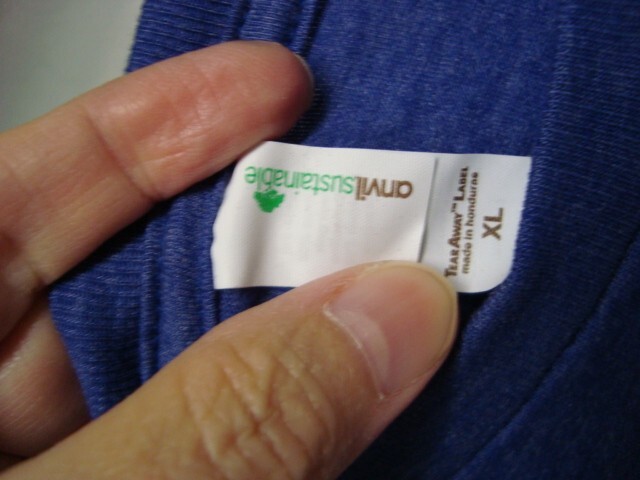 anvilsustainable
TEARAWAY™ LABEL
made in honduras
XL